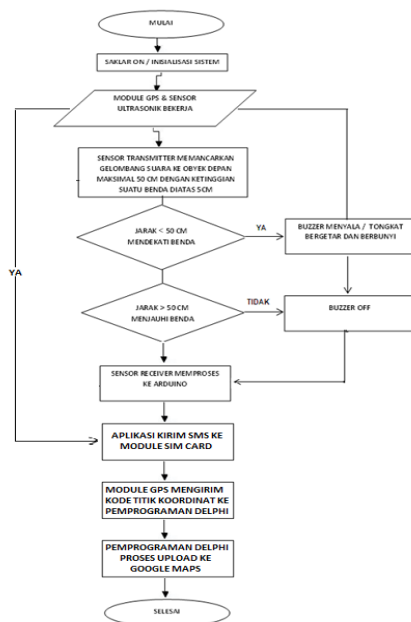 MULAI
SAKLAR ON / INISIALISASI SISTEM
MODULE GPS & SENSOR
ULTRASONIK BEKERJA
SENSOR TRANSMITTER MEMANCARKAN
GELOMBANG SUARA KE OBYEK DEPAN
MAKSIMAL 50 CM DENGAN KETINGGIAN
SUATU BENDA DIATAS 5CM
JARAK < 50 CM
MENDEKATI BENDA
YA
BUZZER MENYALA / TONGKAT
BERGETAR DAN BERBUNYI
YA
JARAK > 50 CM
MENJAUHI BENDA
TIDAK
BUZZER OFF
SENSOR RECEIVER MEMPROSES
KE ARDUINO
APLIKASI KIRIM SMS KE
MODULE SIM CARD
MODULE GPS MENGIRIM
KODE TITIK KOORDINAT KE
PEMPROGRAMAN DELPHI
PEMPROGRAMAN DELPHI
PROSES UPLOAD KE
GOOGLE MAPS
SELESAI